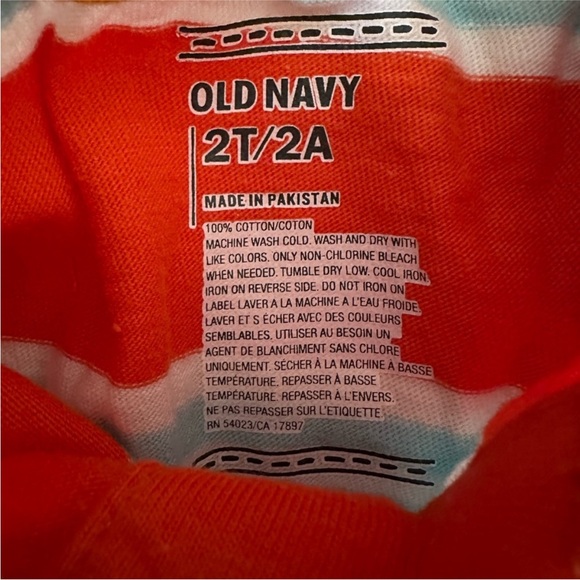 OLD NAVY
2T/2A
MADE IN PAKISTAN
100% COTTON/COTON
MACHINE WASH COLD. WASH AND DRY WITH
LIKE COLORS. ONLY NON-CHLORINE BLEACH
WHEN NEEDED. TUMBLE DRY LOW. COOL IRON.
IRON ON REVERSE SIDE. DO NOT IRON ON
LABEL LAVER À LA MACHINE À L'EAU FROIDE.
LAVER ET S ÉCHER AVEC DES COULEURS
SEMBLABLES. UTILISER AU BESOIN UN
AGENT DE BLANCHIMENT SANS CHLORE
UNIQUEMENT. SÉCHER À LA MACHINE À BASSE
TEMPÉRATURE. REPASSER À BASSE
TEMPÉRATURE. REPASSER À L'ENVERS.
NE PAS REPASSER SUR L'ETIQUETTE.
RN 54023/CA 17897